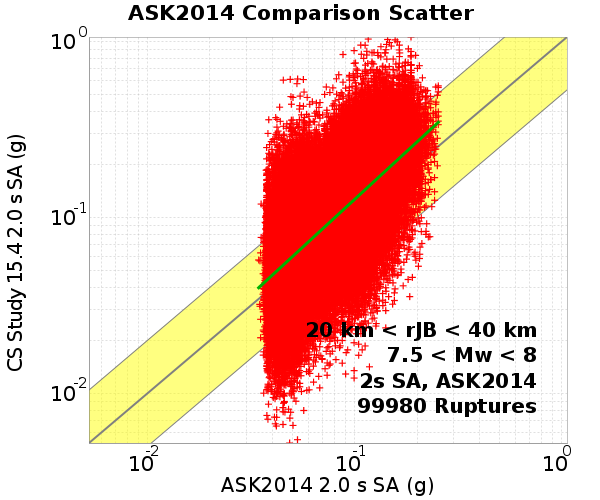 ASK2014 Comparison Scatter
CS Study 15.4 2.0 s SA (g)
10^0
10^-1
10^-2
20 km < rJB < 40 km
7.5 < Mw < 8
2s SA, ASK2014
99980 Ruptures
10^-2 10^-1 10^0
ASK2014 2.0 s SA (g)